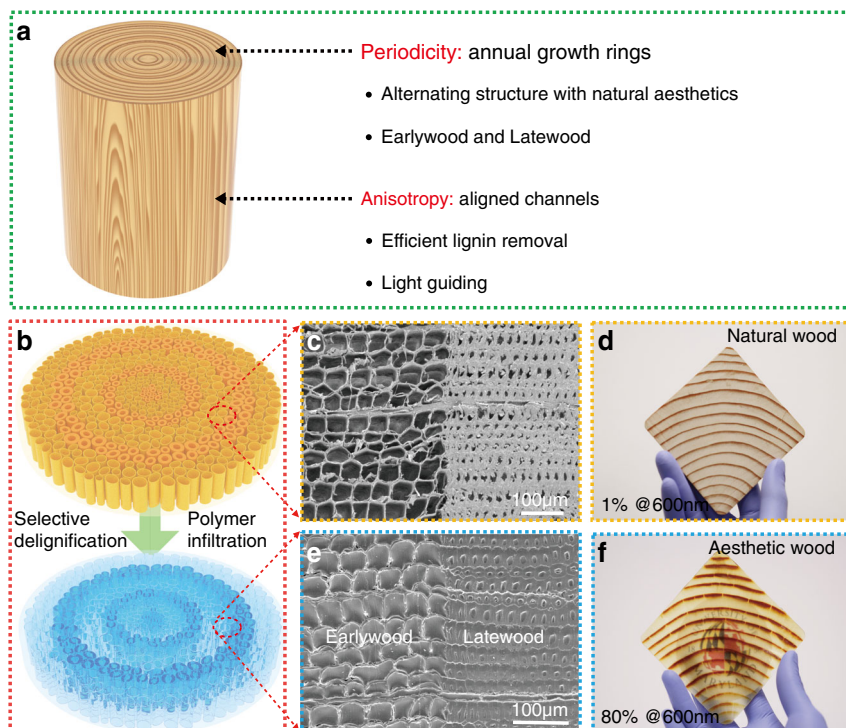 a
Periodicity: annual growth rings
• Alternating structure with natural aesthetics
• Earlywood and Latewood
Anisotropy: aligned channels
• Efficient lignin removal
• Light guiding
b
Selective delignification
Polymer infiltration
c
100μm
d
Natural wood
1% @600nm
e
Earlywood
Latewood
100μm
f
Aesthetic wood
80% @600nm